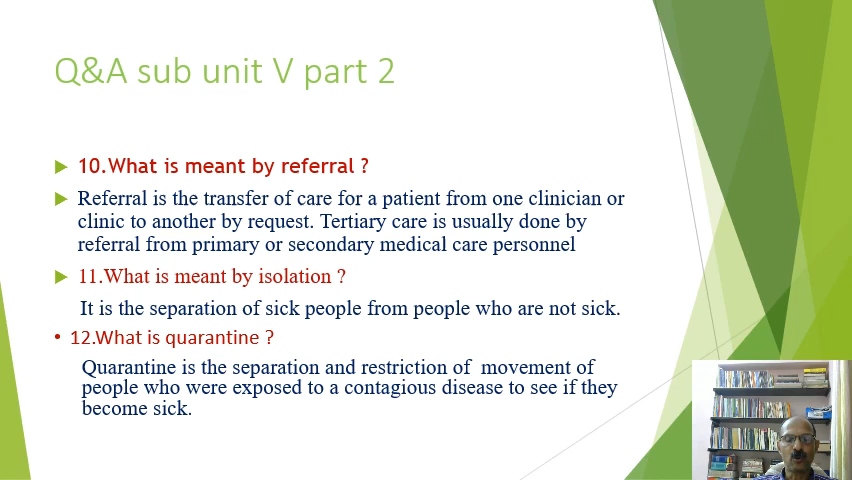 Q&A sub unit V part 2
10.What is meant by referral ?
Referral is the transfer of care for a patient from one clinician or
clinic to another by request. Tertiary care is usually done by
referral from primary or secondary medical care personnel
11.What is meant by isolation ?
It is the separation of sick people from people who are not sick.
12.What is quarantine ?
Quarantine is the separation and restriction of movement of
people who were exposed to a contagious disease to see if they
become sick.